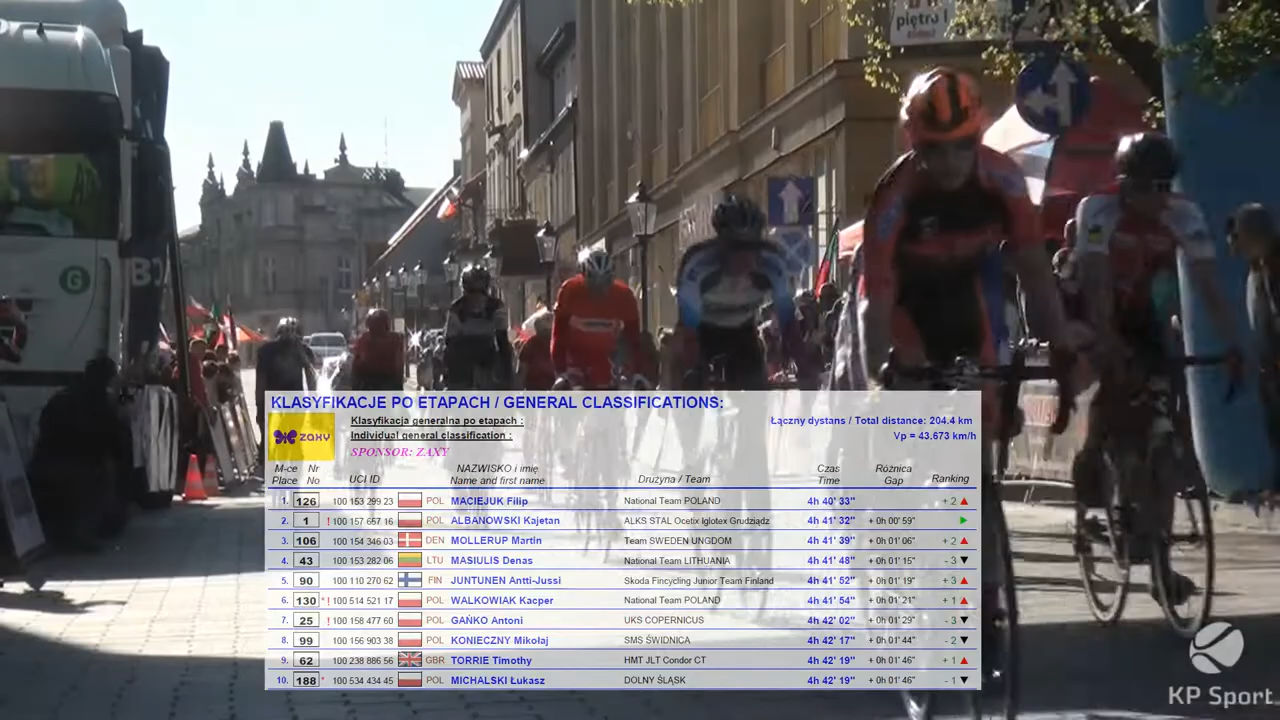 piętra I
KLASYFIKACJE PO ETAPACH / GENERAL CLASSIFICATIONS:
zaxy
Klasyfikacja generalna po etapach :
Individual general classification :
SPONSOR: ZAXY
Łączny dystans / Total distance: 204.4 km
Vp = 43.673 km/h
M-ce Nr UCI ID NAZWISKO i imię Drużyna / Team Czas Różnica Ranking
Place No Name and first name Time Gap
1. 126 100 153 299 23 POL MACIEJUK Filip National Team POLAND 4h 40' 33" + 2 ▲
2. 1 ! 100 157 657 16 POL ALBANOWSKI Kajetan ALKS STAL Ocetix Iglotex Grudziądz 4h 41' 32" + 0h 00' 59" ►
3. 106 100 154 346 03 DEN MOLLERUP Martin Team SWEDEN UNGDOM 4h 41' 39" + 0h 01' 06" + 2 ▲
4. 43 100 153 282 06 LTU MASIULIS Denas National Team LITHUANIA 4h 41' 48" + 0h 01' 15" - 3 ▼
5. 90 100 110 270 62 FIN JUNTUNEN Antti-Jussi Skoda Fincycling Junior Team Finland 4h 41' 52" + 0h 01' 19" + 3 ▲
6. 130 * ! 100 514 521 17 POL WALKOWIAK Kacper National Team POLAND 4h 41' 54" + 0h 01' 21" + 1 ▲
7. 25 ! 100 158 477 60 POL GAŃKO Antoni UKS COPERNICUS 4h 42' 02" + 0h 01' 29" - 3 ▼
8. 99 100 156 903 38 POL KONIECZNY Mikołaj SMS ŚWIDNICA 4h 42' 17" + 0h 01' 44" - 2 ▼
9. 62 100 238 886 56 GBR TORRIE Timothy HMT JLT Condor CT 4h 42' 19" + 0h 01' 46" + 1 ▲
10. 188 * 100 534 434 45 POL MICHALSKI Łukasz DOLNY ŚLĄSK 4h 42' 19" + 0h 01' 46" - 1 ▼
G
KP Sport